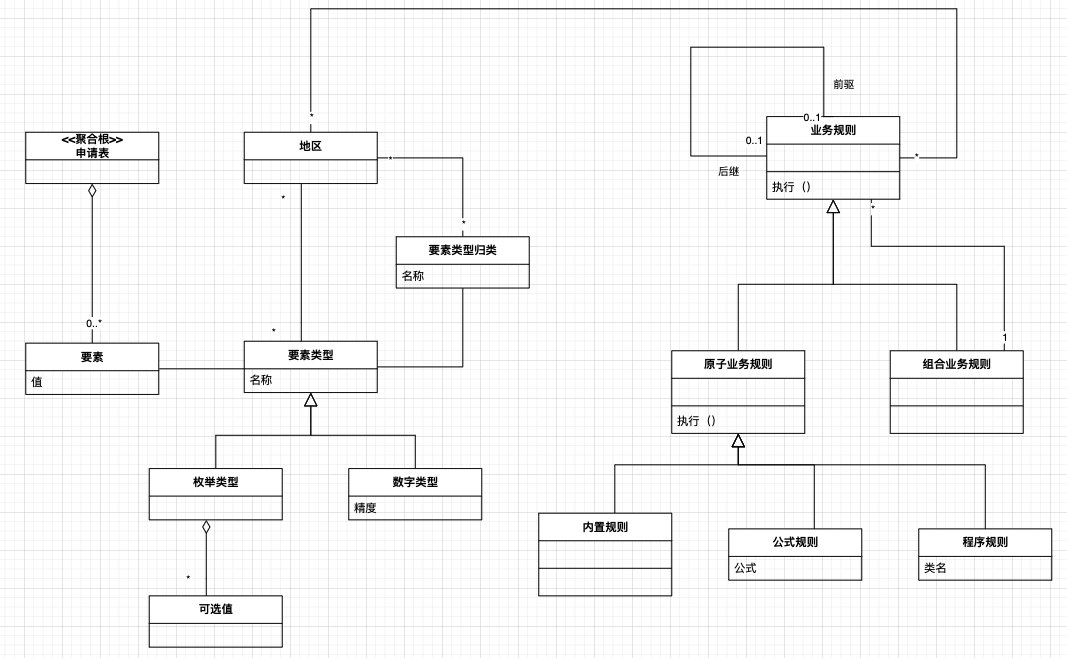 前驱
*
<<聚合根>>
申请表
*
地区
0..1
业务规则
0..1
后继
*
*
执行（）
*
*
*
要素类型归类
名称
0..*
*
1
要素
值
要素类型
名称
原子业务规则
执行（）
组合业务规则
枚举类型
数字类型
精度
内置规则
公式规则
公式
程序规则
类名
*
可选值